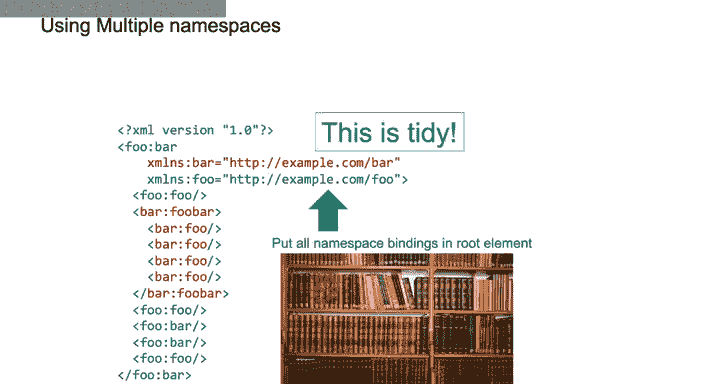 Using Multiple namespaces
This is tidy!
<?xml version "1.0"?>
<foo:bar
xmlns:bar="http://example.com/bar"
xmlns:foo="http://example.com/foo">
<foo:foo/>
<bar:foobar>
<bar:foo/>
<bar:foo/>
<bar:foo/>
<bar:foo/>
</bar:foobar>
<foo:foo/>
<foo:bar/>
<foo:bar/>
<foo:foo/>
</foo:bar>
Put all namespace bindings in root element